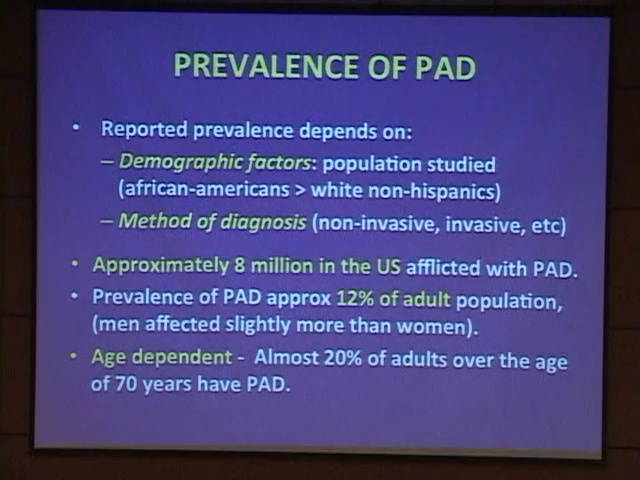 PREVALENCE OF PAD
• Reported prevalence depends on:
– Demographic factors: population studied
(african-americans > white non-hispanics)
– Method of diagnosis (non-invasive, invasive, etc)
• Approximately 8 million in the US afflicted with PAD.
• Prevalence of PAD approx 12% of adult population,
(men affected slightly more than women).
• Age dependent - Almost 20% of adults over the age
of 70 years have PAD.